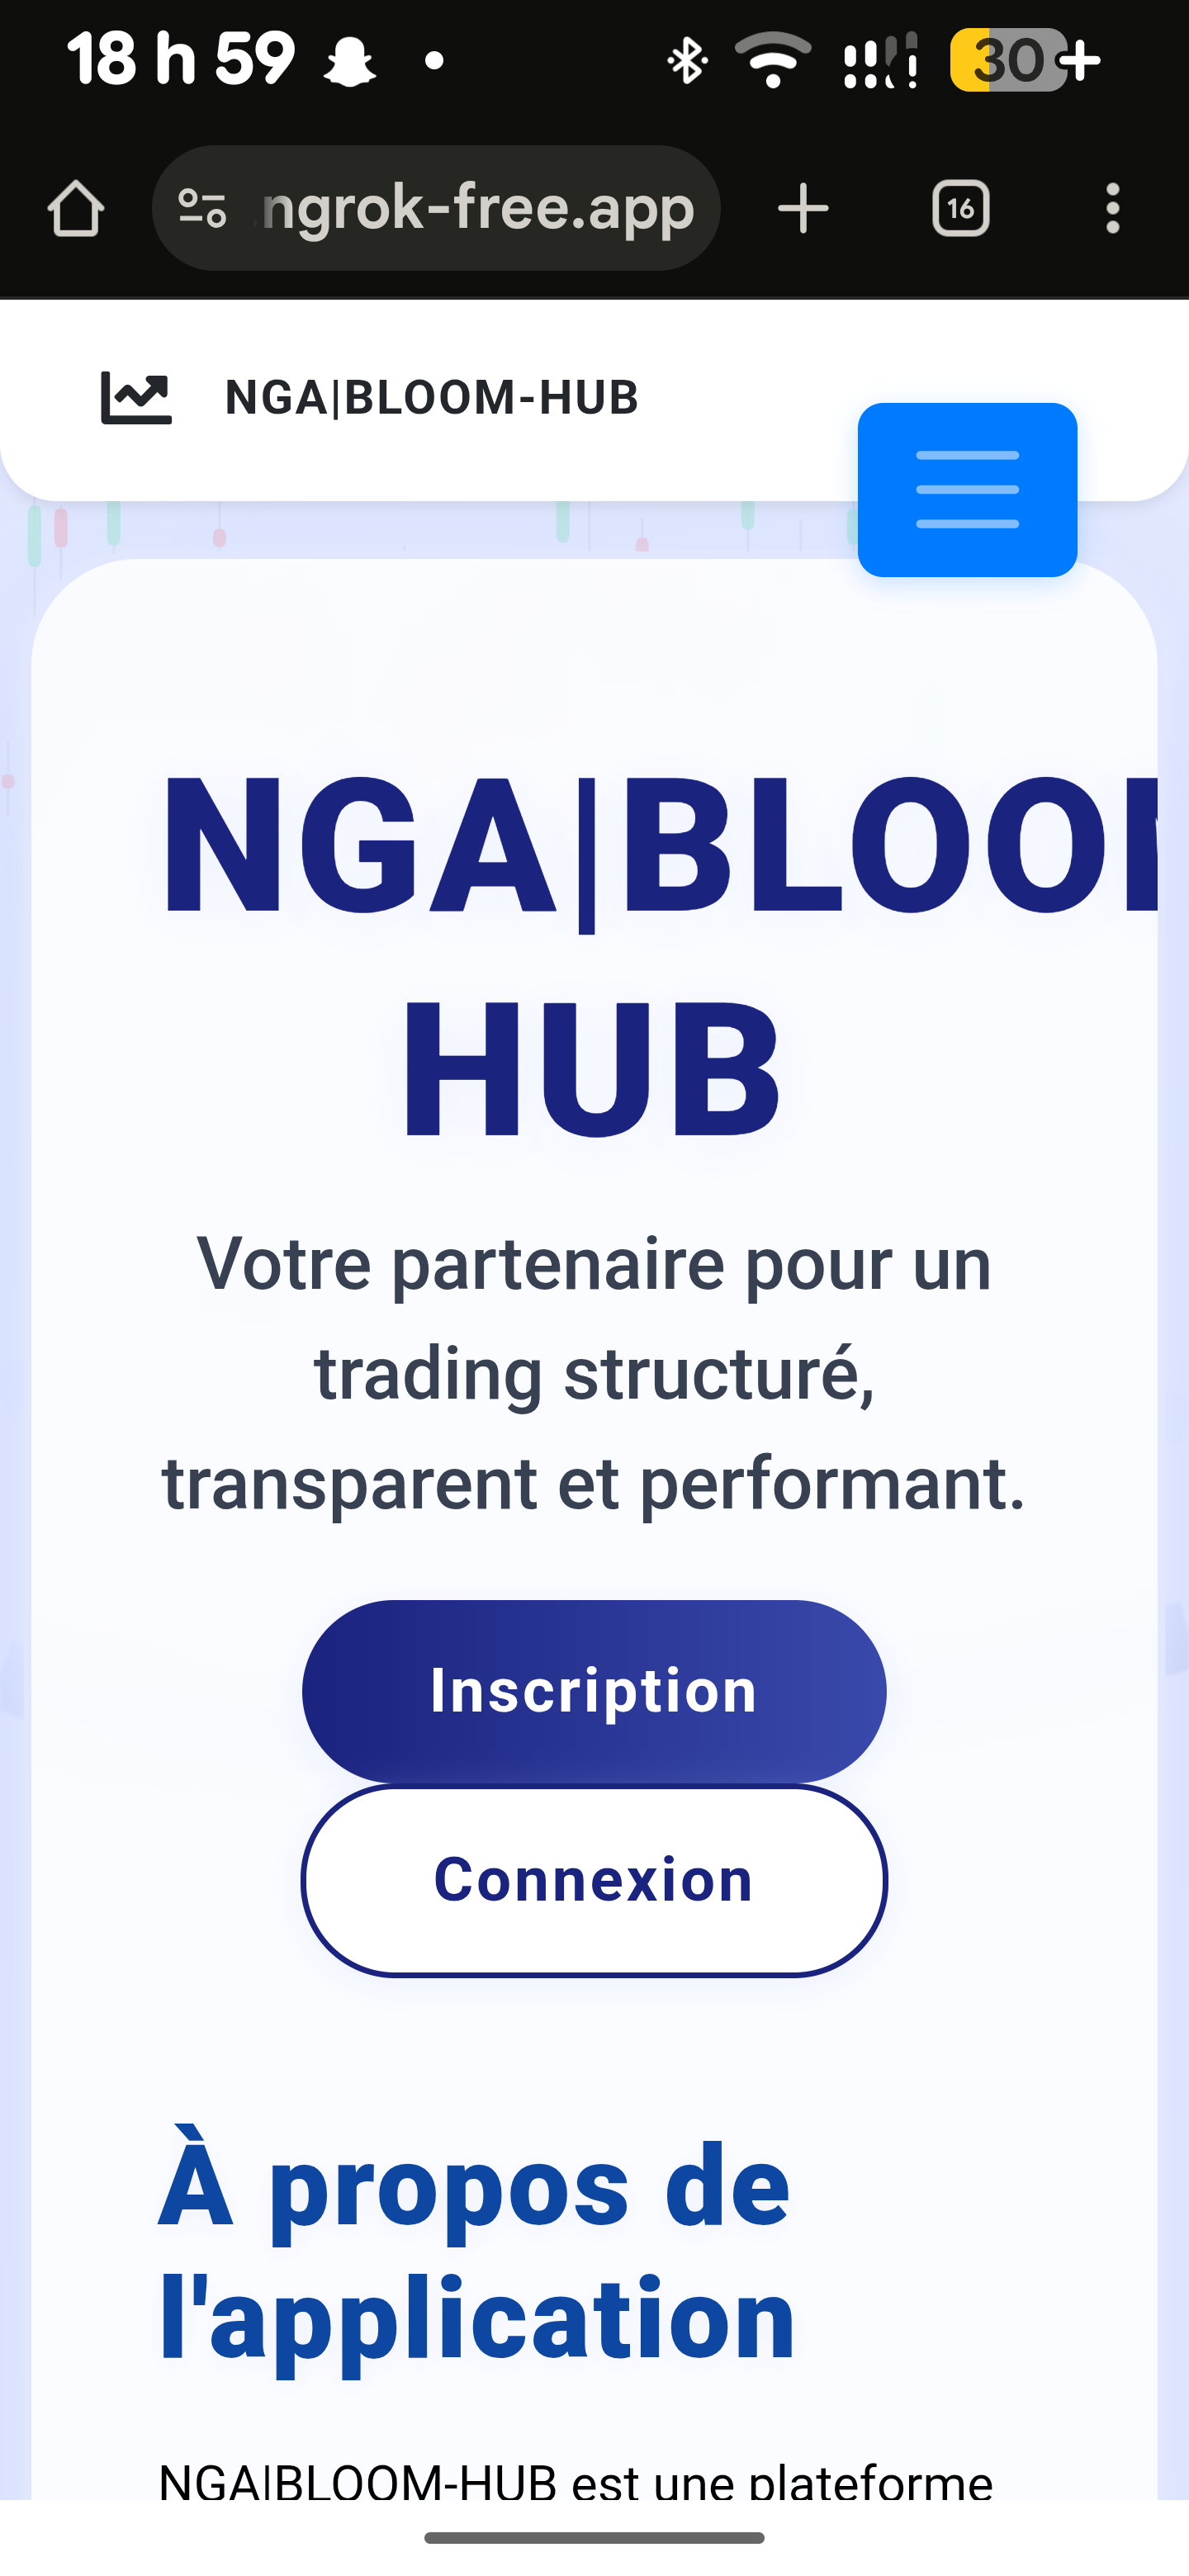 18 h 59
30
ngrok-free.app
16
NGA|BLOOM-HUB
NGA|BLOO
HUB
Votre partenaire pour un
trading structuré,
transparent et performant.
Inscription
Connexion
À propos de
l'application
NGA|BLOOM-HUB est une plateforme